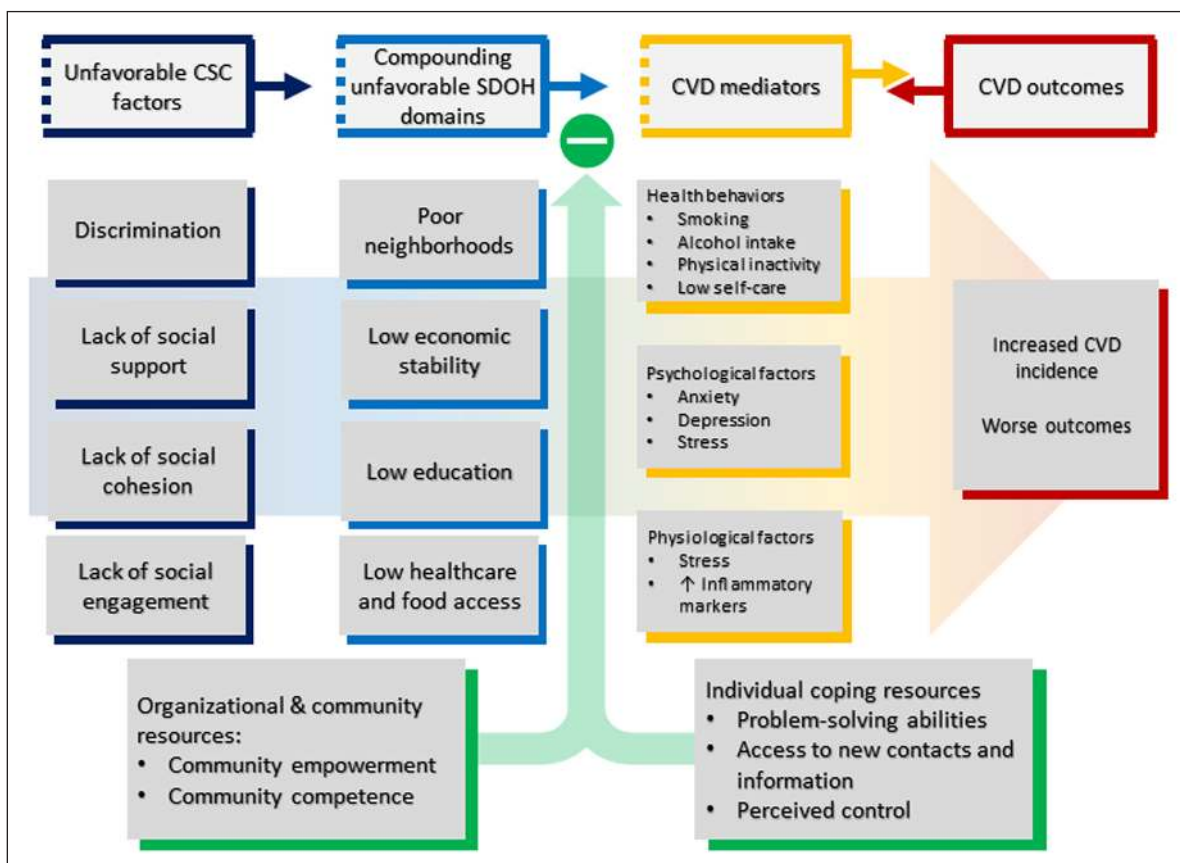 Unfavorable CSC
factors
Compounding
unfavorable SDOH
domains
CVD mediators
CVD outcomes
Discrimination
Lack of social
support
Lack of social
cohesion
Lack of social
engagement
Poor
neighborhoods
Low economic
stability
Low education
Low healthcare
and food access
Health behaviors
• Smoking
• Alcohol intake
• Physical inactivity
• Low self-care
Psychological factors
• Anxiety
• Depression
• Stress
Physiological factors
• Stress
• ↑ Inflammatory
markers
Increased CVD
incidence
Worse outcomes
Organizational & community
resources:
• Community empowerment
• Community competence
Individual coping resources
• Problem-solving abilities
• Access to new contacts and
information
• Perceived control